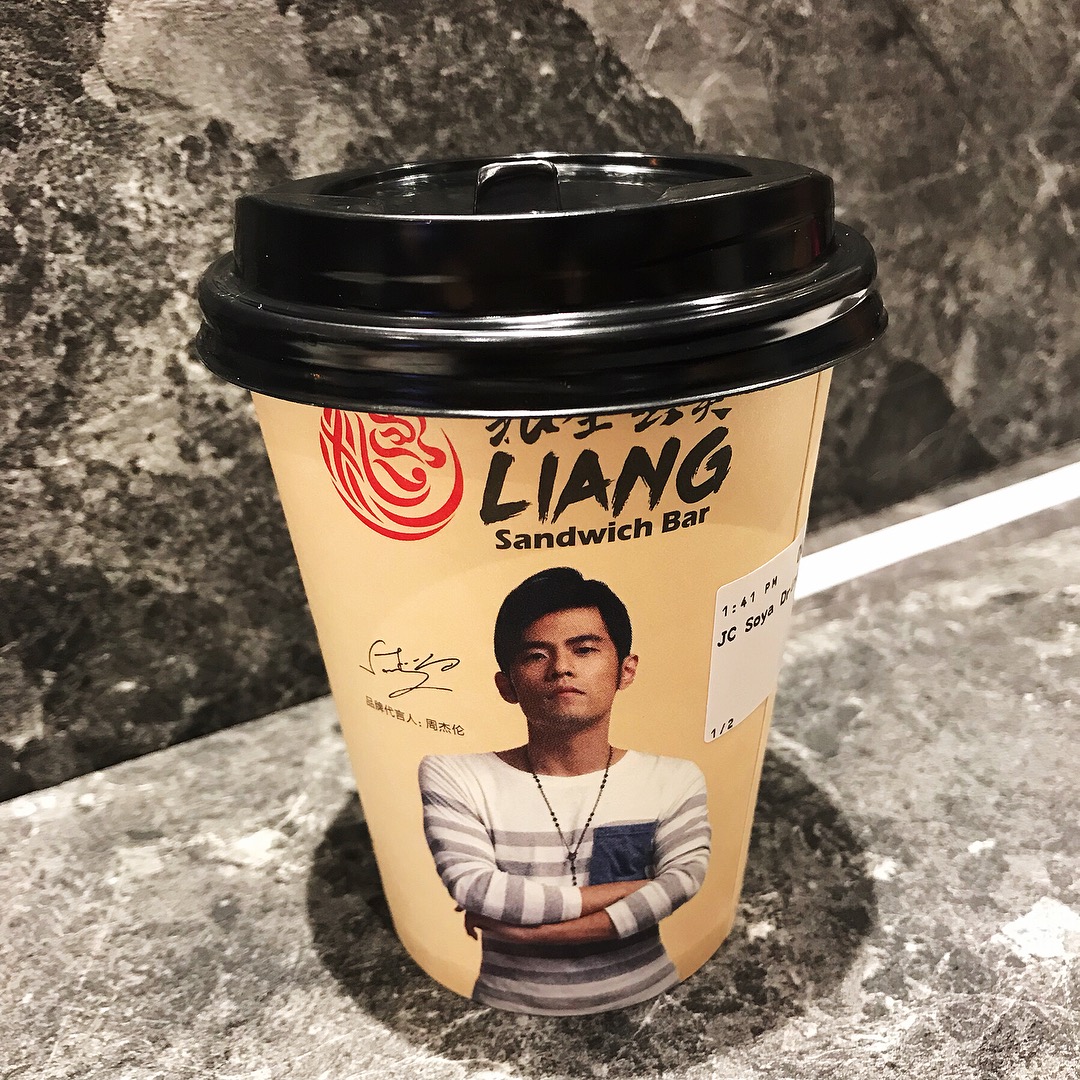 LIANG
Sandwich Bar
1:41 PM
JC Soya
品牌代言人: 周杰伦
1/2